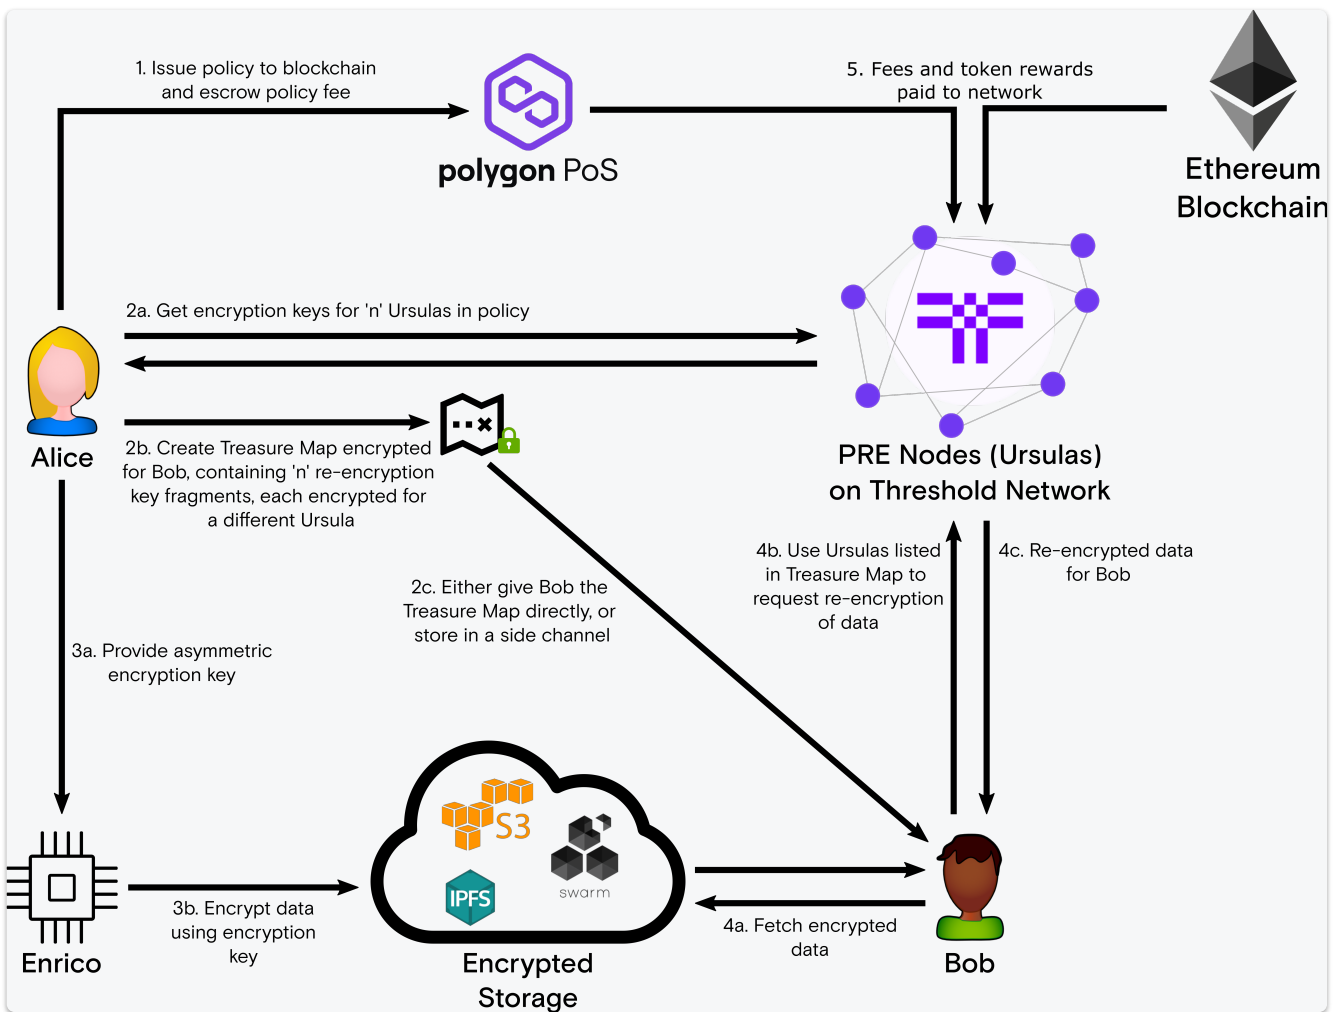 1. Issue policy to blockchain
and escrow policy fee
polygon PoS
5. Fees and token rewards
paid to network
Ethereum
Blockchain
2a. Get encryption keys for 'n' Ursulas in policy
Alice
2b. Create Treasure Map encrypted
for Bob, containing 'n' re-encryption
key fragments, each encrypted for
a different Ursula
PRE Nodes (Ursulas)
on Threshold Network
2c. Either give Bob the
Treasure Map directly, or
store in a side channel
4b. Use Ursulas listed
in Treasure Map to
request re-encryption
of data
4c. Re-encrypted data
for Bob
3a. Provide asymmetric
encryption key
Enrico
3b. Encrypt data
using encryption
key
S3
swarm
IPFS
Encrypted
Storage
4a. Fetch encrypted
data
Bob